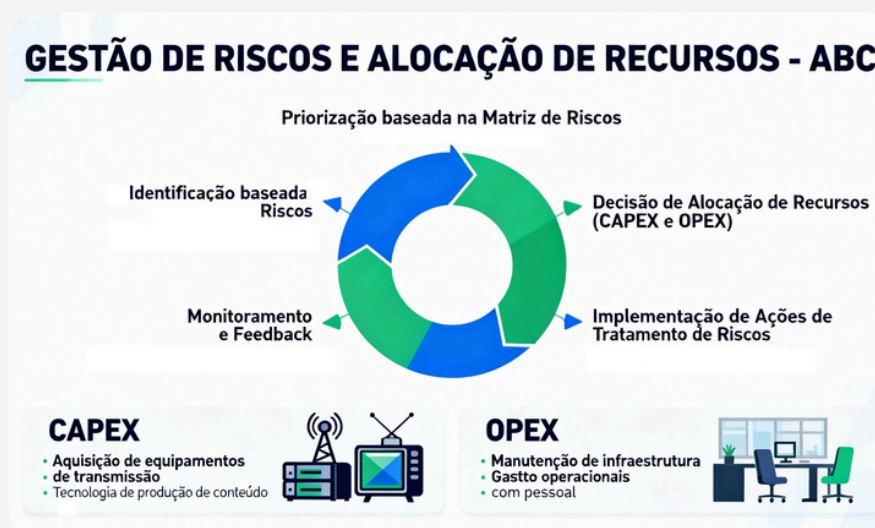 GESTÃO DE RISCOS E ALOCAÇÃO DE RECURSOS - ABC
Priorização baseada na Matriz de Riscos
Identificação baseada
Riscos
Decisão de Alocação de Recursos
(CAPEX e OPEX)
Monitoramento
e Feedback
Implementação de Ações de
Tratamento de Riscos
CAPEX
• Aquisição de equipamentos
• de transmissão
• Tecnologia de produção de conteúdo
OPEX
• Manutenção de infraestrutura
• Gastto operacionais
• com pessoal